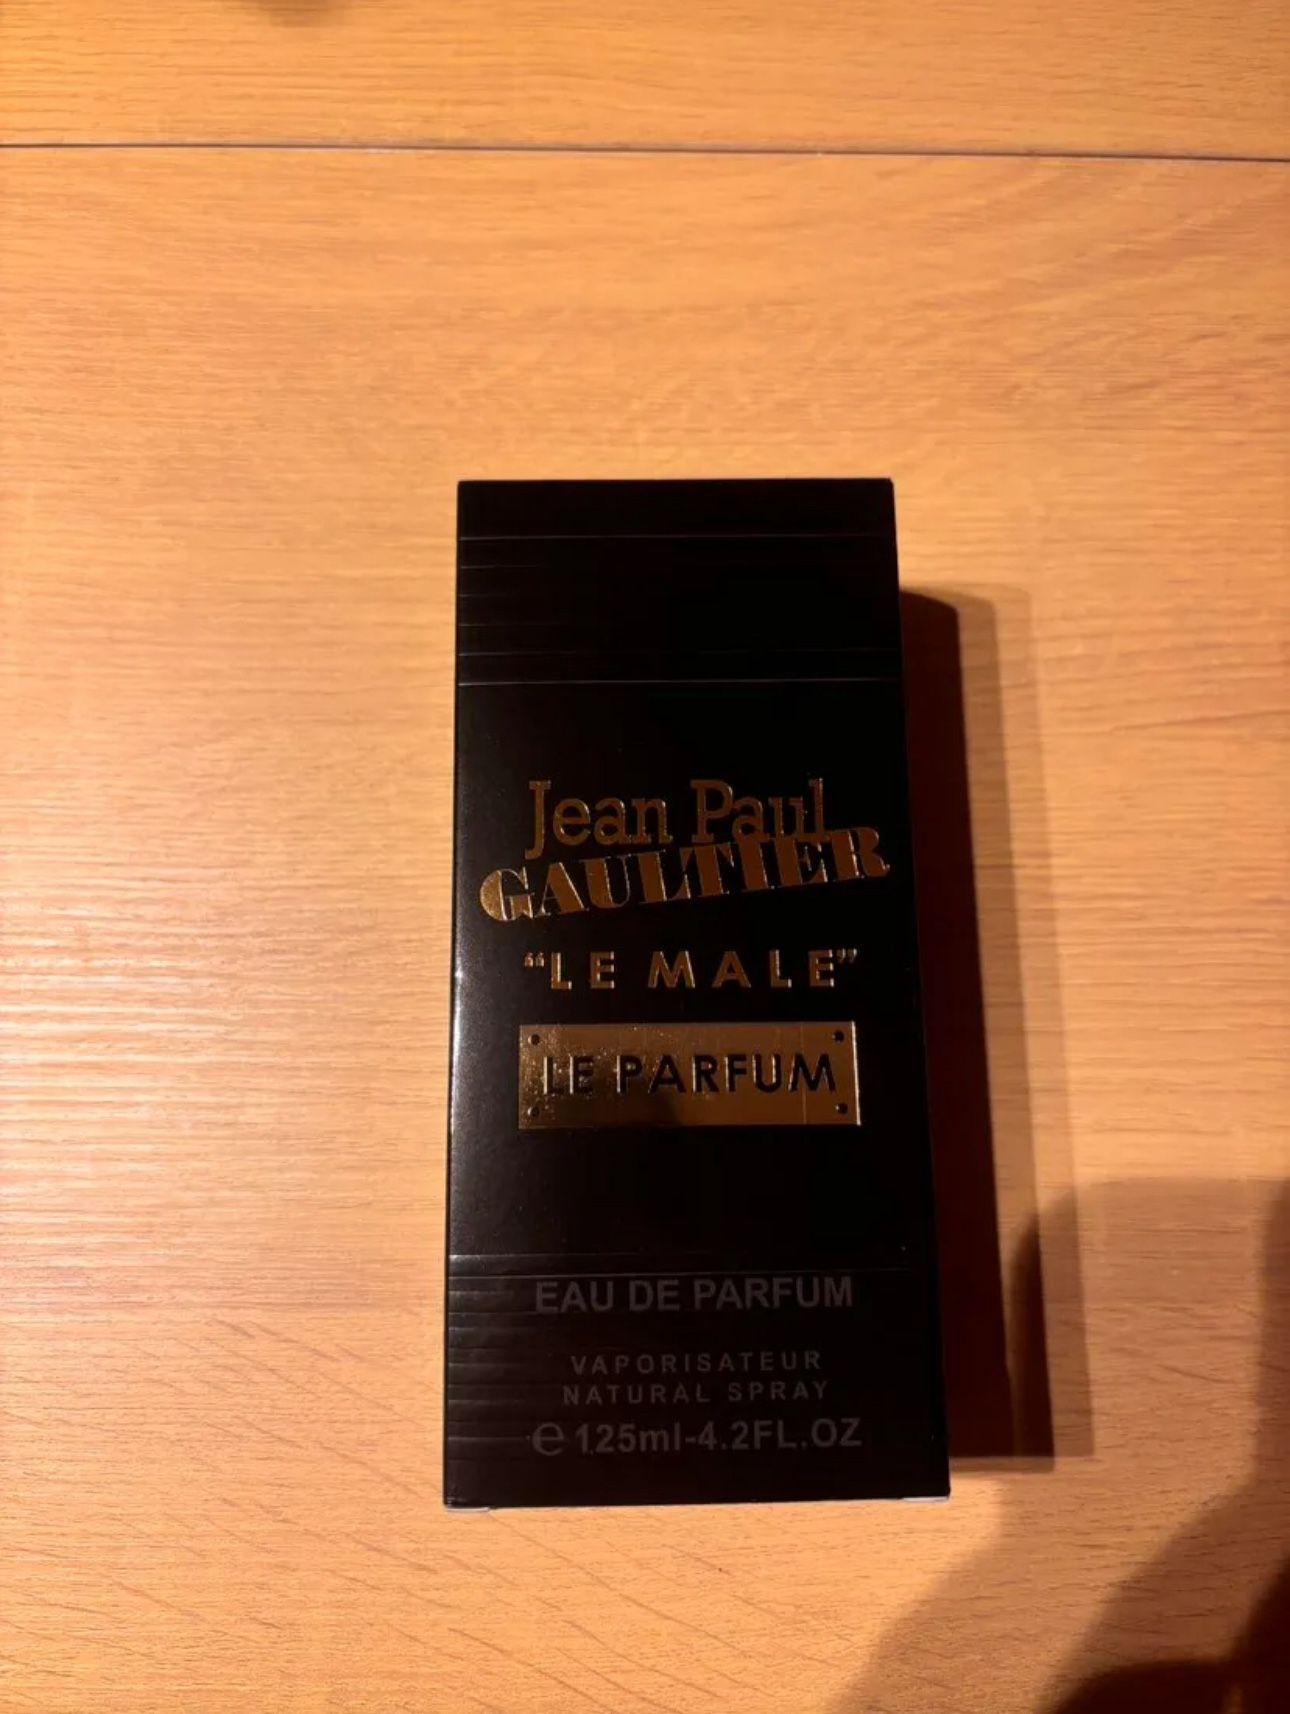 Jean Paul
GAULTIER
“LE MALE”
LE PARFUM
EAU DE PARFUM
VAPORISATEUR
NATURAL SPRAY
℮ 125ml-4.2FL.OZ